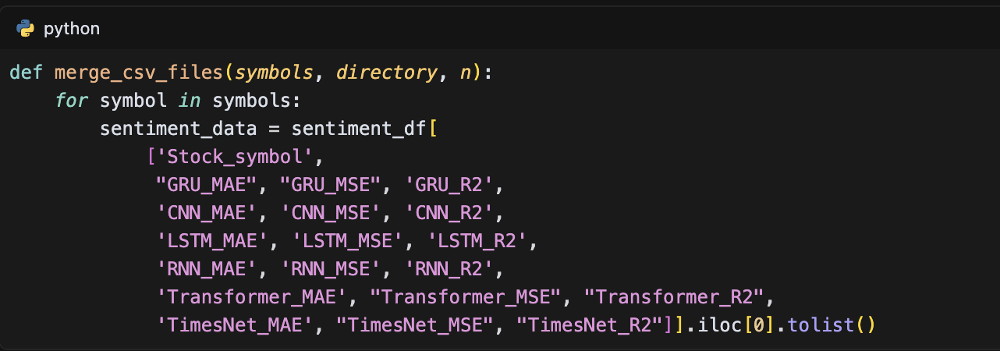 python
def merge_csv_files(symbols, directory, n):
    for symbol in symbols:
        sentiment_data = sentiment_df[
            ['Stock_symbol',
             "GRU_MAE", "GRU_MSE", 'GRU_R2',
             'CNN_MAE', 'CNN_MSE', 'CNN_R2',
             'LSTM_MAE', 'LSTM_MSE', 'LSTM_R2',
             'RNN_MAE', 'RNN_MSE', 'RNN_R2',
             'Transformer_MAE', "Transformer_MSE", "Transformer_R2",
             'TimesNet_MAE', "TimesNet_MSE", "TimesNet_R2"]].iloc[0].tolist()